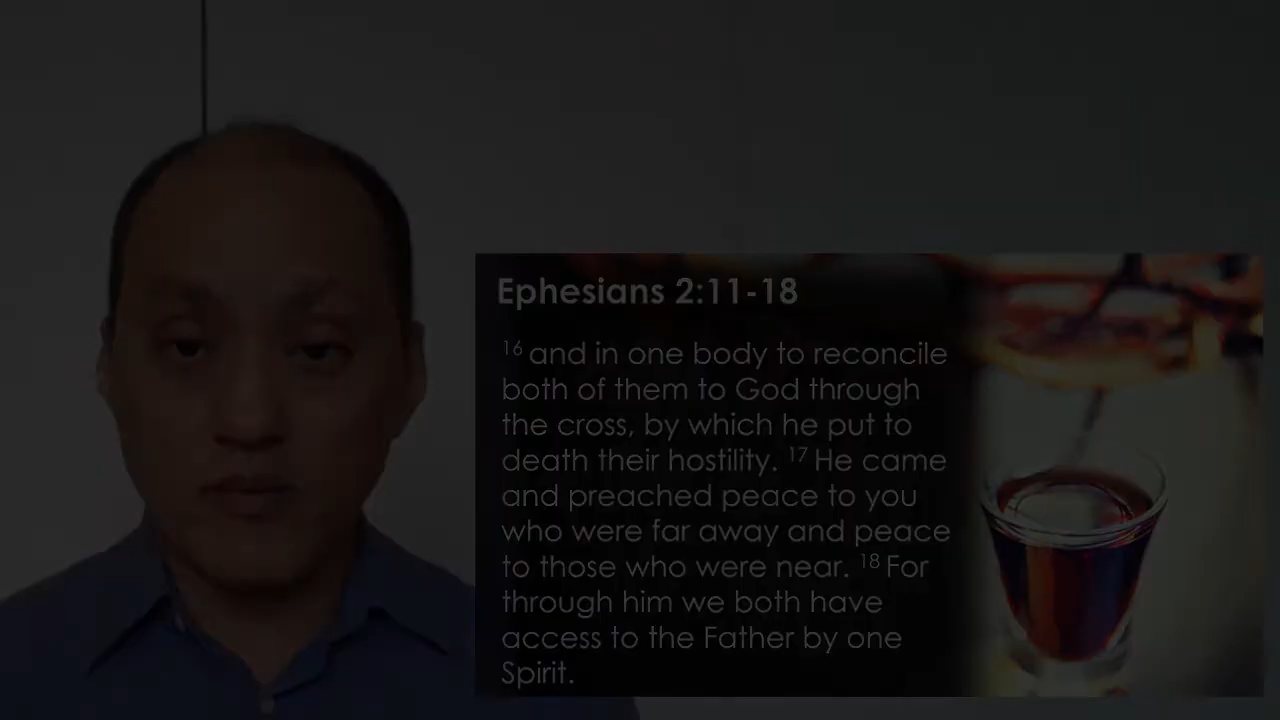 Ephesians 2:11-18
16 and in one body to reconcile
both of them to God through
the cross, by which he put to
death their hostility. 17 He came
and preached peace to you
who were far away and peace
to those who were near. 18 For
through him we both have
access to the Father by one
Spirit.